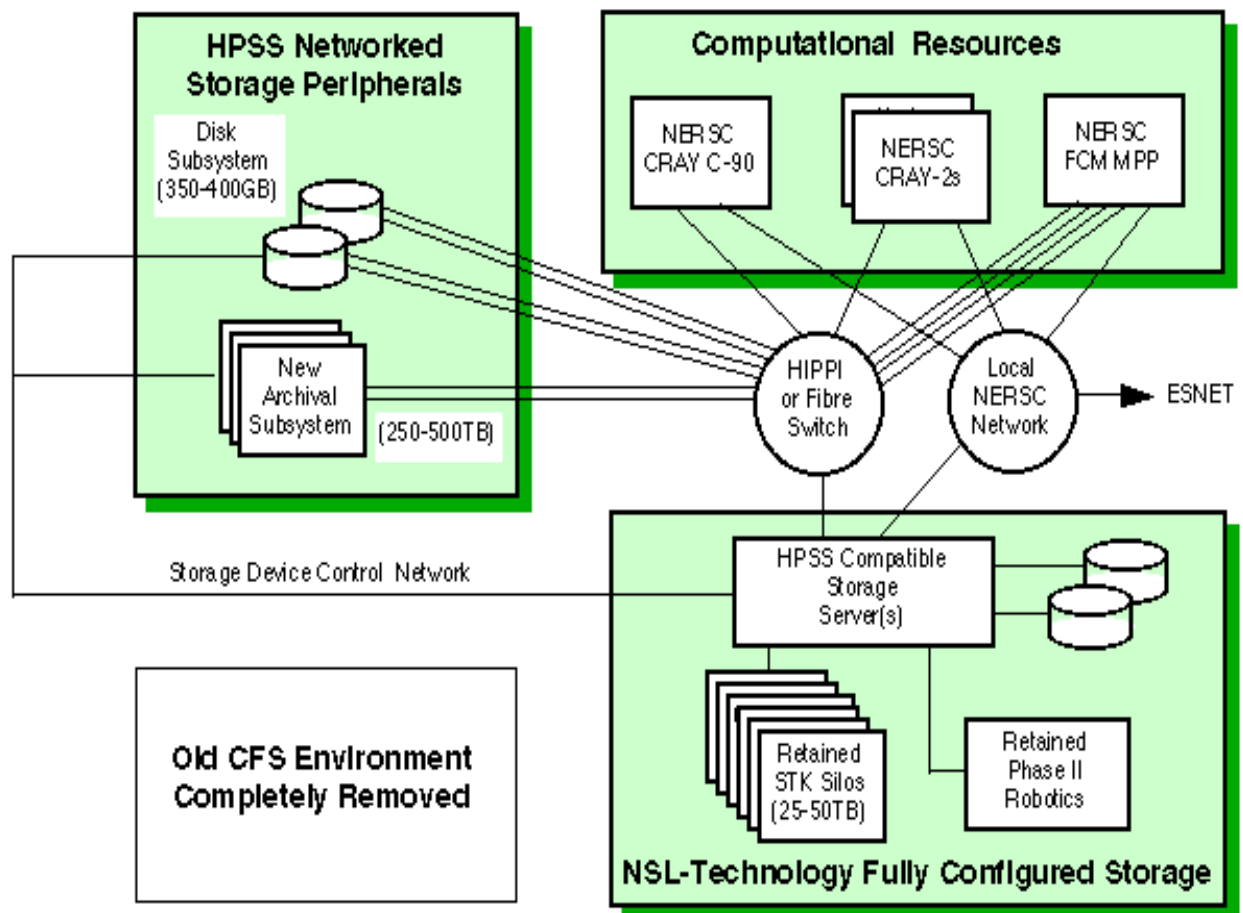 HPSS Networked
Storage Peripherals
Disk
Subsystem
(350-400GB)
New
Archival
Subsystem
(250-500TB)
Computational Resources
NERSC
CRAY C-90
NERSC
CRAY-2s
NERSC
FCM MPP
HIPPI
or Fibre
Switch
Local
NERSC
Network
ESNET
Storage Device Control Network
HPSS Compatible
Storage
Server(s)
Retained
STK Silos
(25-50TB)
Retained
Phase II
Robotics
NSL-Technology Fully Configured Storage
Old CFS Environment
Completely Removed